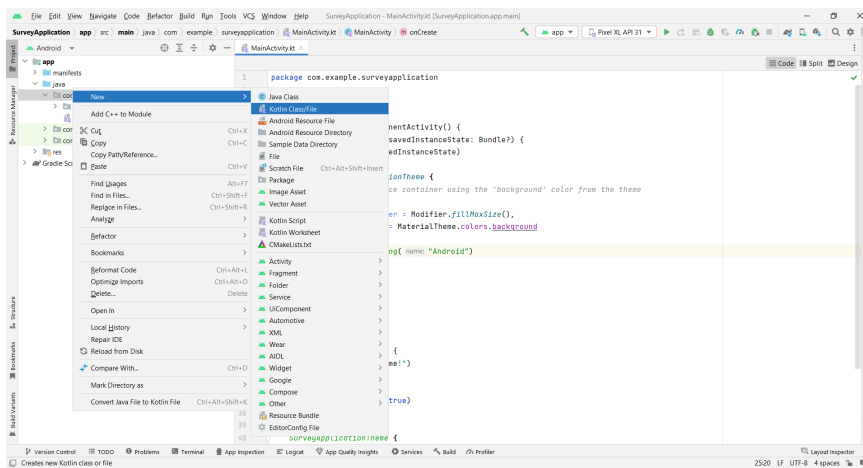 File Edit View Navigate Code Refactor Build Run Tools VCS Window Help SurveyApplication - MainActivity.kt [SurveyApplication.app.main]
SurveyApplication app src main java com example surveyapplication MainActivity.kt MainActivity onCreate app Pixel XL API 31
Project
Android
MainActivity.kt
Code Split Design
app
manifests
java
Resource Manager
res
1 package com.example.surveyapplication
New
Add C++ to Module
Cut Ctrl+X
Copy Ctrl+C
Copy Path/Reference...
Paste Ctrl+V
Find Usages Alt+F7
Find in Files... Ctrl+Shift+F
Replace in Files... Ctrl+Shift+R
Analyze
Refactor
Bookmarks
Reformat Code Ctrl+Alt+L
Optimize Imports Ctrl+Alt+O
Delete... Delete
Open In
Local History
Repair IDE
Reload from Disk
Compare With... Ctrl+D
Mark Directory as
Convert Java File to Kotlin File Ctrl+Alt+Shift+K
Java Class
Kotlin Class/File
Android Resource File
Android Resource Directory
Sample Data Directory
File
Scratch File Ctrl+Alt+Shift+Insert
Package
Image Asset
Vector Asset
Kotlin Script
Kotlin Worksheet
CMakeLists.txt
Activity
Fragment
Folder
Service
UiComponent
Automotive
XML
Wear
AIDL
Widget
Google
Compose
Other
Resource Bundle
EditorConfig File
nentActivity() {
savedInstanceState: Bundle?) {
edInstanceState)
ionTheme {
ce container using the 'background' color from the theme
er = Modifier.fillMaxSize(),
= MaterialTheme.colors.background
ng( name: "Android")
{
me!")
true)
38
39
40 SurveyApplicationTheme {
Structure
Bookmarks
Build Variants
Version Control TODO Problems Terminal App Inspection Logcat App Quality Insights Services Build Profiler Layout Inspector
Creates new Kotlin class or file 25:20 LF UTF-8 4 spaces